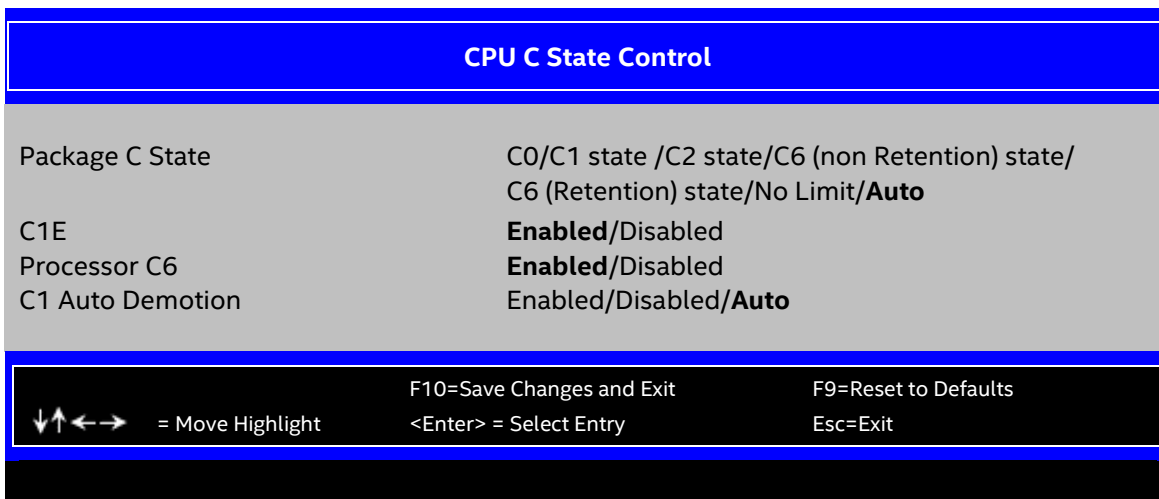 CPU C State Control
Package C State C0/C1 state /C2 state/C6 (non Retention) state/
C6 (Retention) state/No Limit/Auto
C1E Enabled/Disabled
Processor C6 Enabled/Disabled
C1 Auto Demotion Enabled/Disabled/Auto
F10=Save Changes and Exit F9=Reset to Defaults
↓↑←→ = Move Highlight <Enter> = Select Entry Esc=Exit